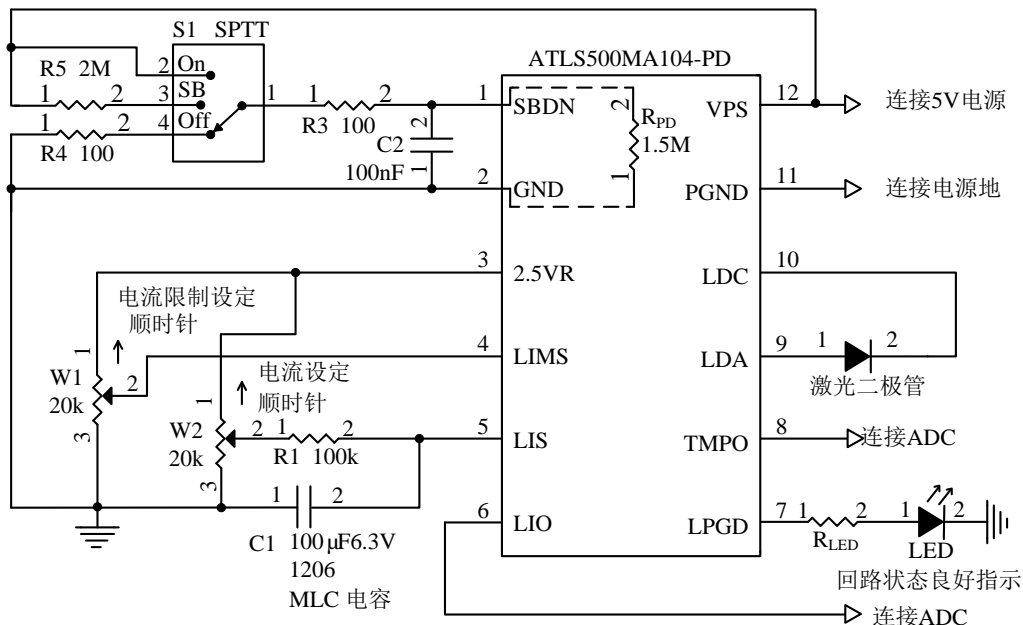 S1 SPTT
ATLS500MA104-PD
R5 2M
1 2
2 On
3 SB
4 Off
1
1 2
R4 100
1 2
R3 100
2
C2
1
100nF
1 SBDN
2 GND
2
R_PD
1.5M
1
VPS 12 连接5V电源
PGND 11 连接电源地
3 2.5VR
LDC 10
电流限制设定
顺时针
4 LIMS
LDA 9
1 2
激光二极管
1
W1
20k
2
3
电流设定
顺时针
1
W2
20k
2
3
1 2
R1 100k
5 LIS
TMPO 8 连接ADC
1 2
C1 100μF6.3V
1206
MLC 电容
6 LIO
LPGD 7
1 2
R_LED
1 2
LED
回路状态良好指示
连接ADC